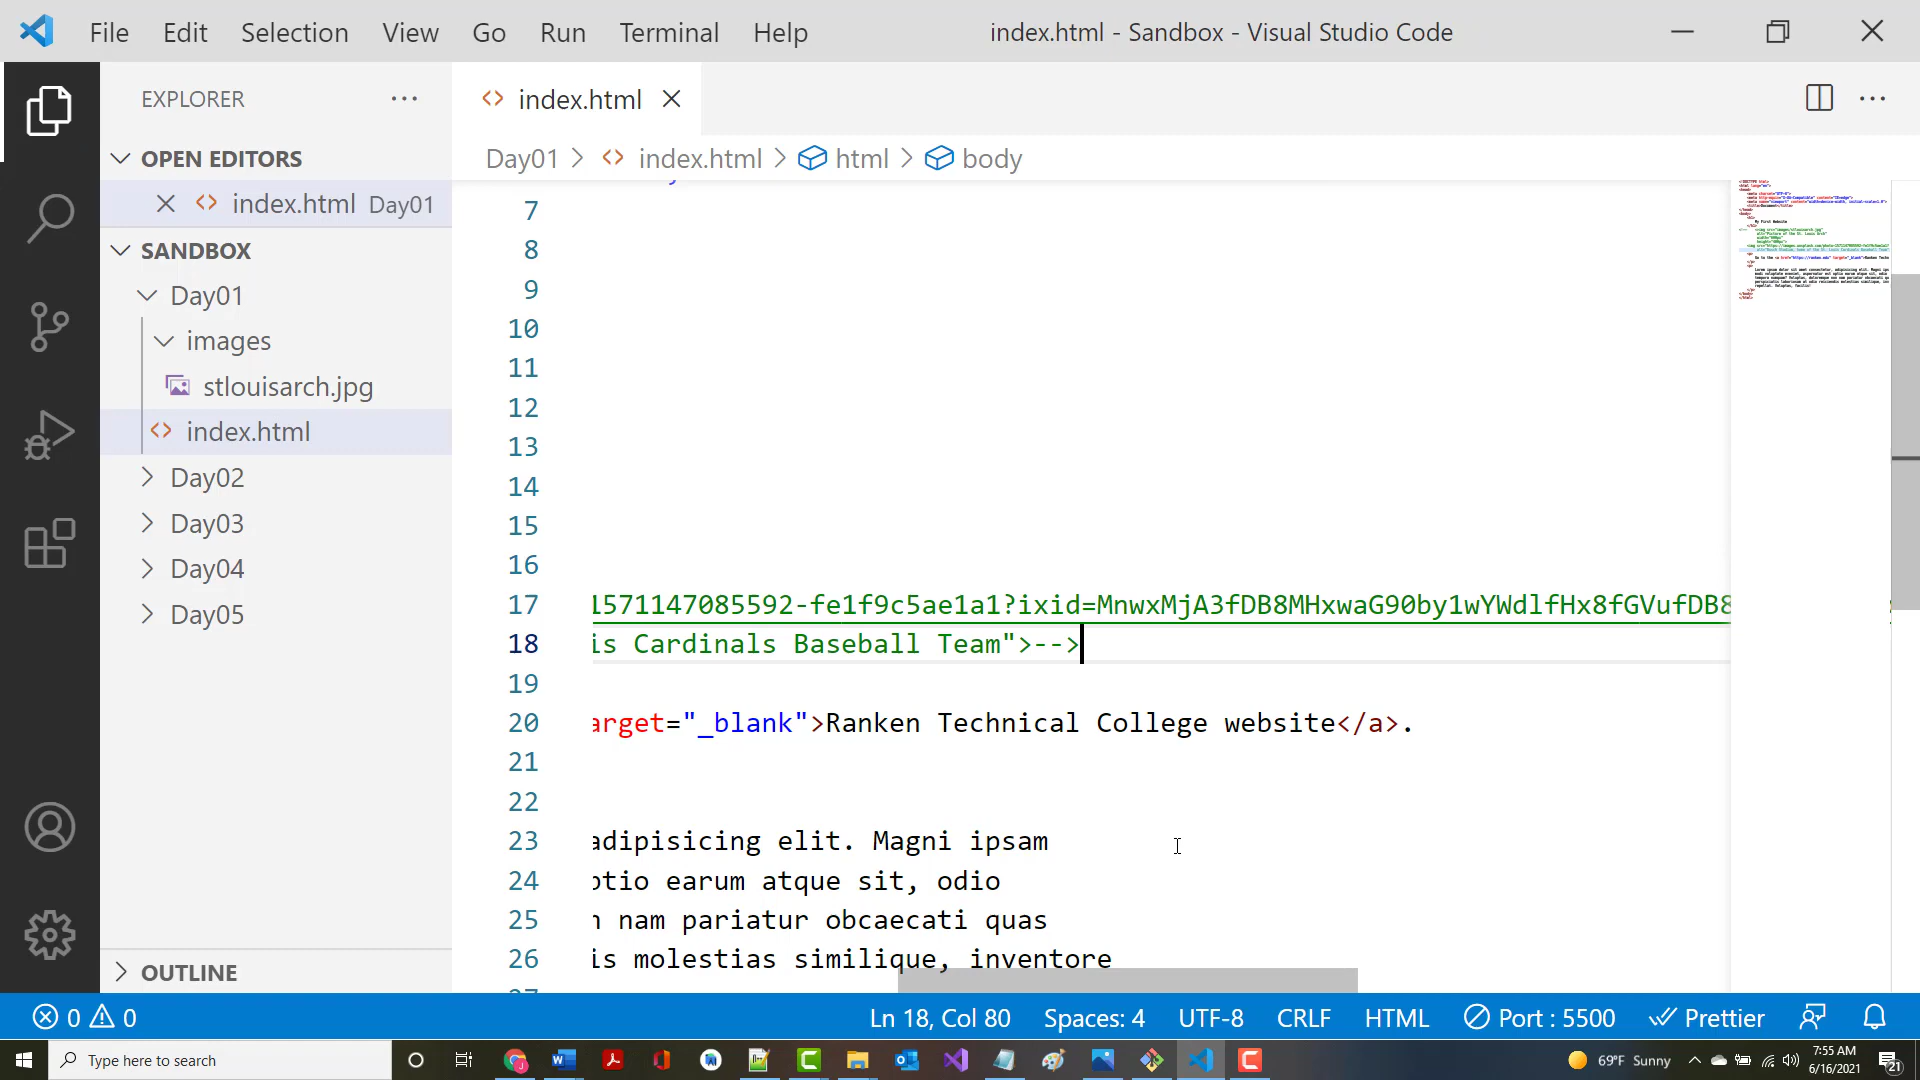 File Edit Selection View Go Run Terminal Help index.html - Sandbox - Visual Studio Code
EXPLORER
index.html
OPEN EDITORS
Day01 > index.html > html > body
index.html Day01
SANDBOX
Day01
images
stlouisarch.jpg
index.html
Day02
Day03
Day04
Day05
OUTLINE
7
8
9
10
11
12
13
14
15
16
17 1571147085592-fe1f9c5ae1a1?ixid=MnwxMjA3fDB8MHxwaG90by1wYWdlfHx8fGVufDB8
18 is Cardinals Baseball Team">-->
19
20 arget="_blank">Ranken Technical College website</a>.
21
22
23 adipisicing elit. Magni ipsam
24 ptio earum atque sit, odio
25 n nam pariatur obcaecati quas
26 is molestias similique, inventore
27
0 0 Ln 18, Col 80 Spaces: 4 UTF-8 CRLF HTML Port : 5500 Prettier
Type here to search
69°F Sunny
7:55 AM
6/16/2021
21